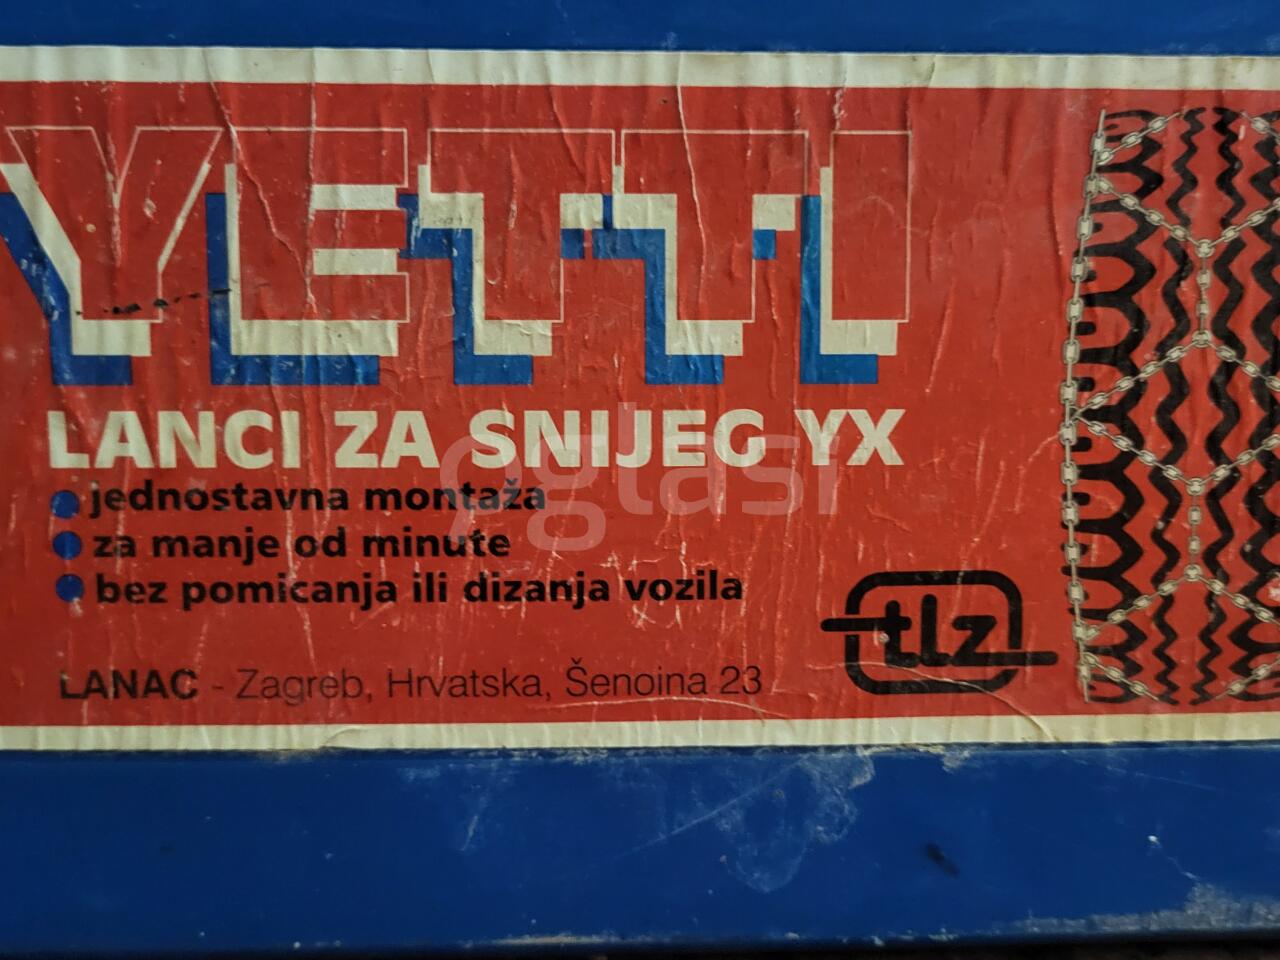 YETTI
LANCI ZA SNIJEG YX
jednostavna montaža
za manje od minute
bez pomicanja ili dizanja vozila
LANAC - Zagreb, Hrvatska, Šenoina 23
tlz
oglasi